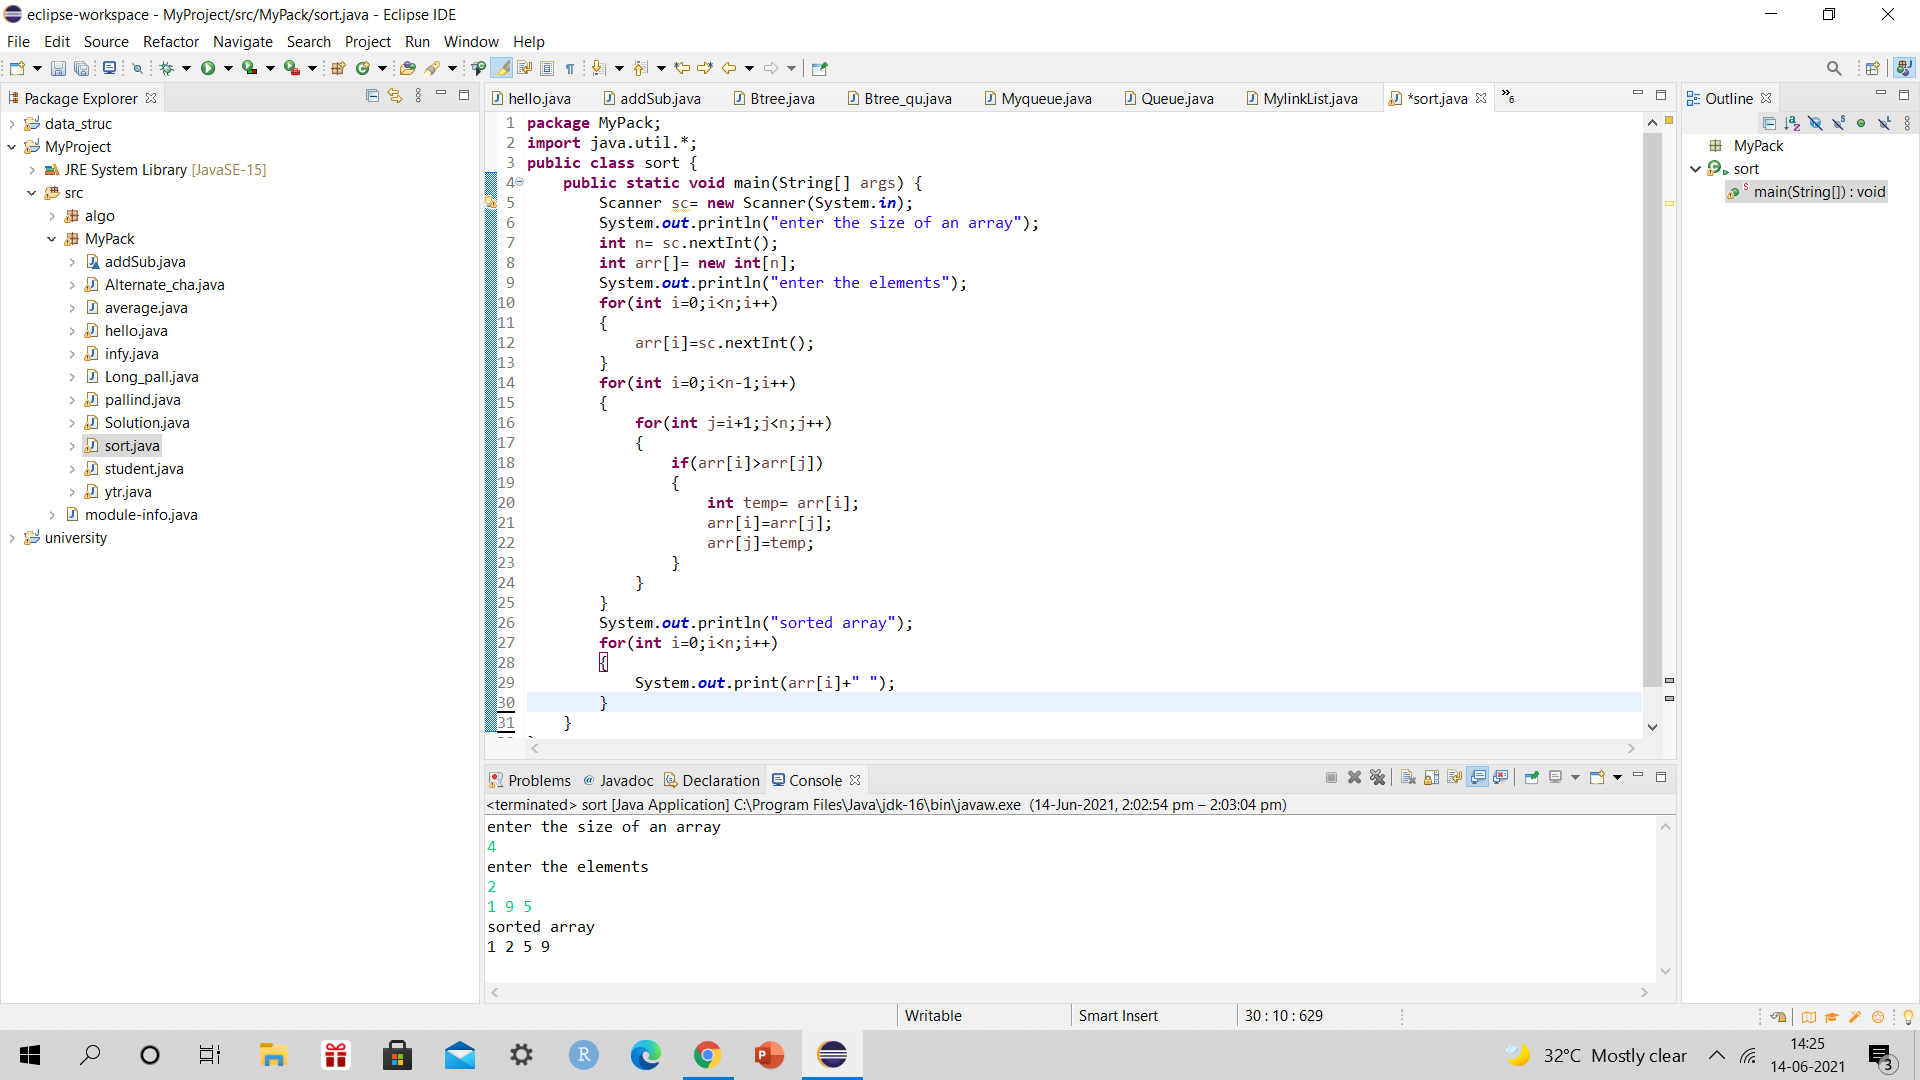 eclipse-workspace - MyProject/src/MyPack/sort.java - Eclipse IDE
File Edit Source Refactor Navigate Search Project Run Window Help
Package Explorer
data_struc
MyProject
JRE System Library [JavaSE-15]
src
algo
MyPack
addSub.java
Alternate_cha.java
average.java
hello.java
infy.java
Long_pall.java
pallind.java
Solution.java
sort.java
student.java
ytr.java
module-info.java
university
hello.java addSub.java Btree.java Btree_qu.java Myqueue.java Queue.java MylinkList.java *sort.java »6
1 package MyPack;
2 import java.util.*;
3 public class sort {
4 public static void main(String[] args) {
5 Scanner sc= new Scanner(System.in);
6 System.out.println("enter the size of an array");
7 int n= sc.nextInt();
8 int arr[]= new int[n];
9 System.out.println("enter the elements");
10 for(int i=0;i<n;i++)
11 {
12 arr[i]=sc.nextInt();
13 }
14 for(int i=0;i<n-1;i++)
15 {
16 for(int j=i+1;j<n;j++)
17 {
18 if(arr[i]>arr[j])
19 {
20 int temp= arr[i];
21 arr[i]=arr[j];
22 arr[j]=temp;
23 }
24 }
25 }
26 System.out.println("sorted array");
27 for(int i=0;i<n;i++)
28 {
29 System.out.print(arr[i]+" ");
30 }
31 }
Outline
MyPack
sort
main(String[]) : void
Problems @ Javadoc Declaration Console
<terminated> sort [Java Application] C:\Program Files\Java\jdk-16\bin\javaw.exe (14-Jun-2021, 2:02:54 pm – 2:03:04 pm)
enter the size of an array
4
enter the elements
2
1 9 5
sorted array
1 2 5 9
Writable Smart Insert 30 : 10 : 629
32°C Mostly clear
14:25
14-06-2021
3